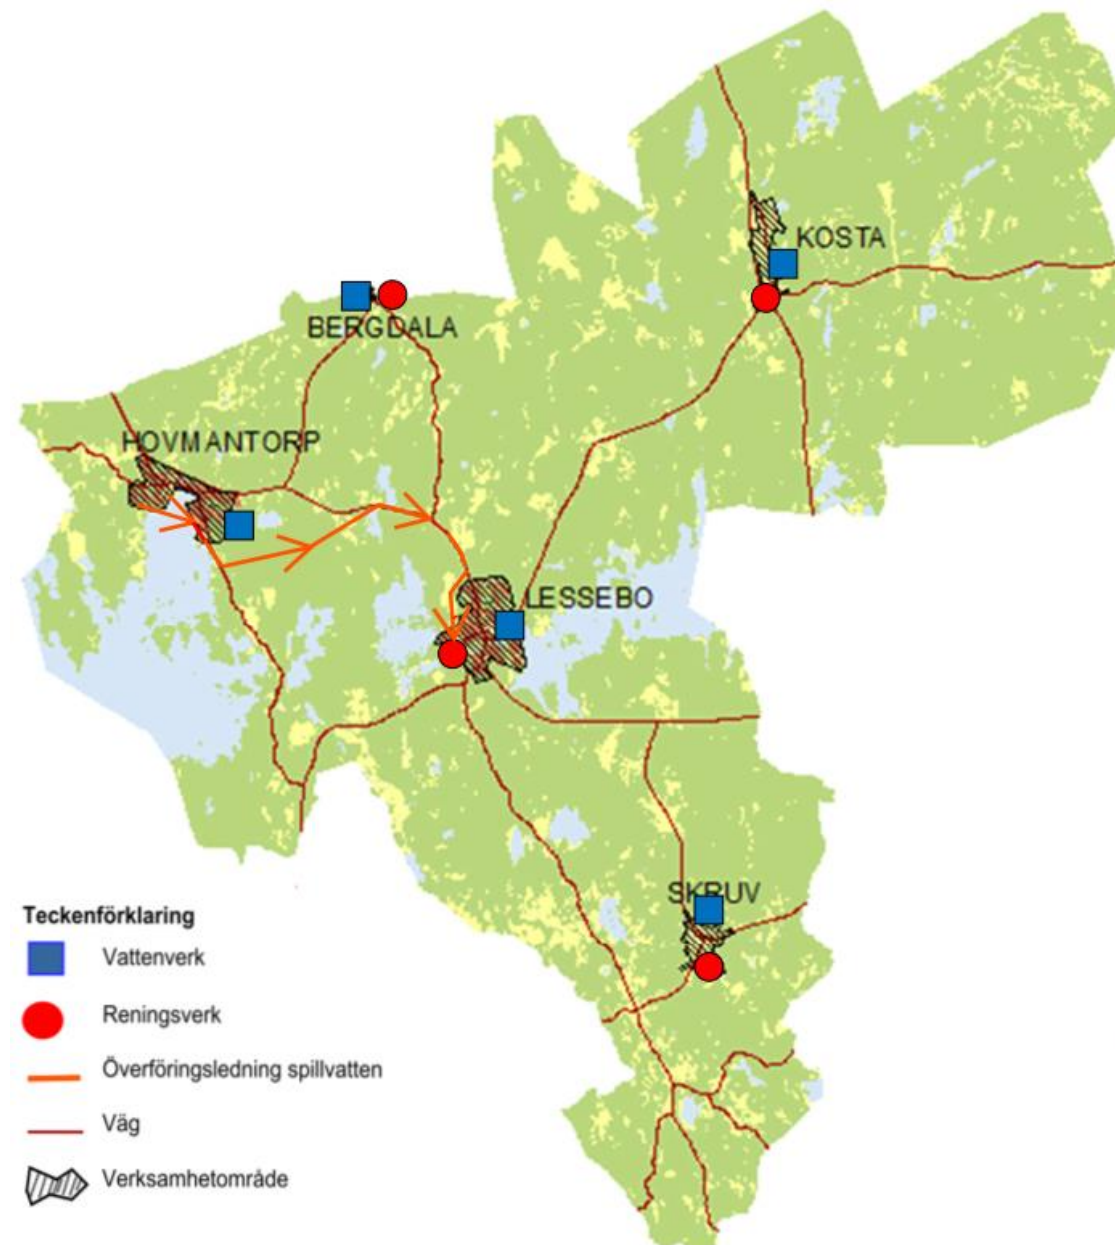 KOSTA
BERGDALA
HOVMANTORP
LESSEBO
SKRUV
Teckenförklaring
Vattenverk
Reningsverk
Överföringsledning spillvatten
Väg
Verksamhetområde